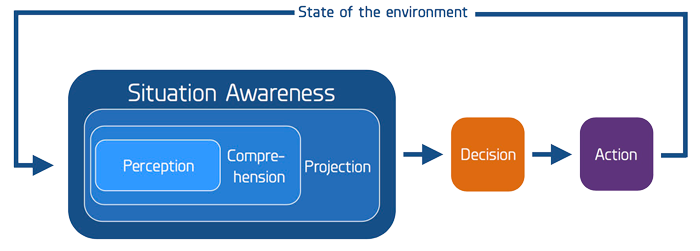 State of the environment
Situation Awareness
Perception
Compre-
hension
Projection
Decision
Action